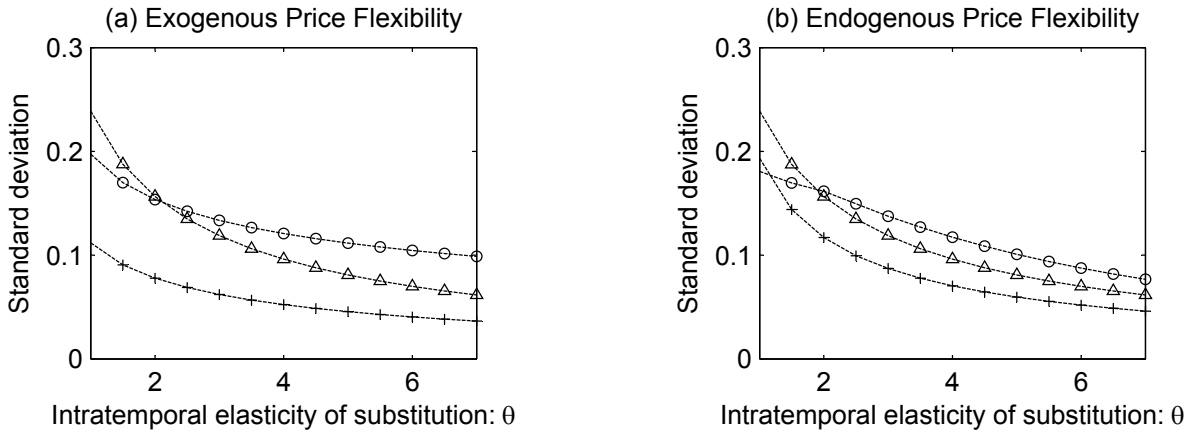 (a) Exogenous Price Flexibility
0.3
0.2
0.1
0
Standard deviation
2 4 6
Intratemporal elasticity of substitution: θ
(b) Endogenous Price Flexibility
0.3
0.2
0.1
0
Standard deviation
2 4 6
Intratemporal elasticity of substitution: θ